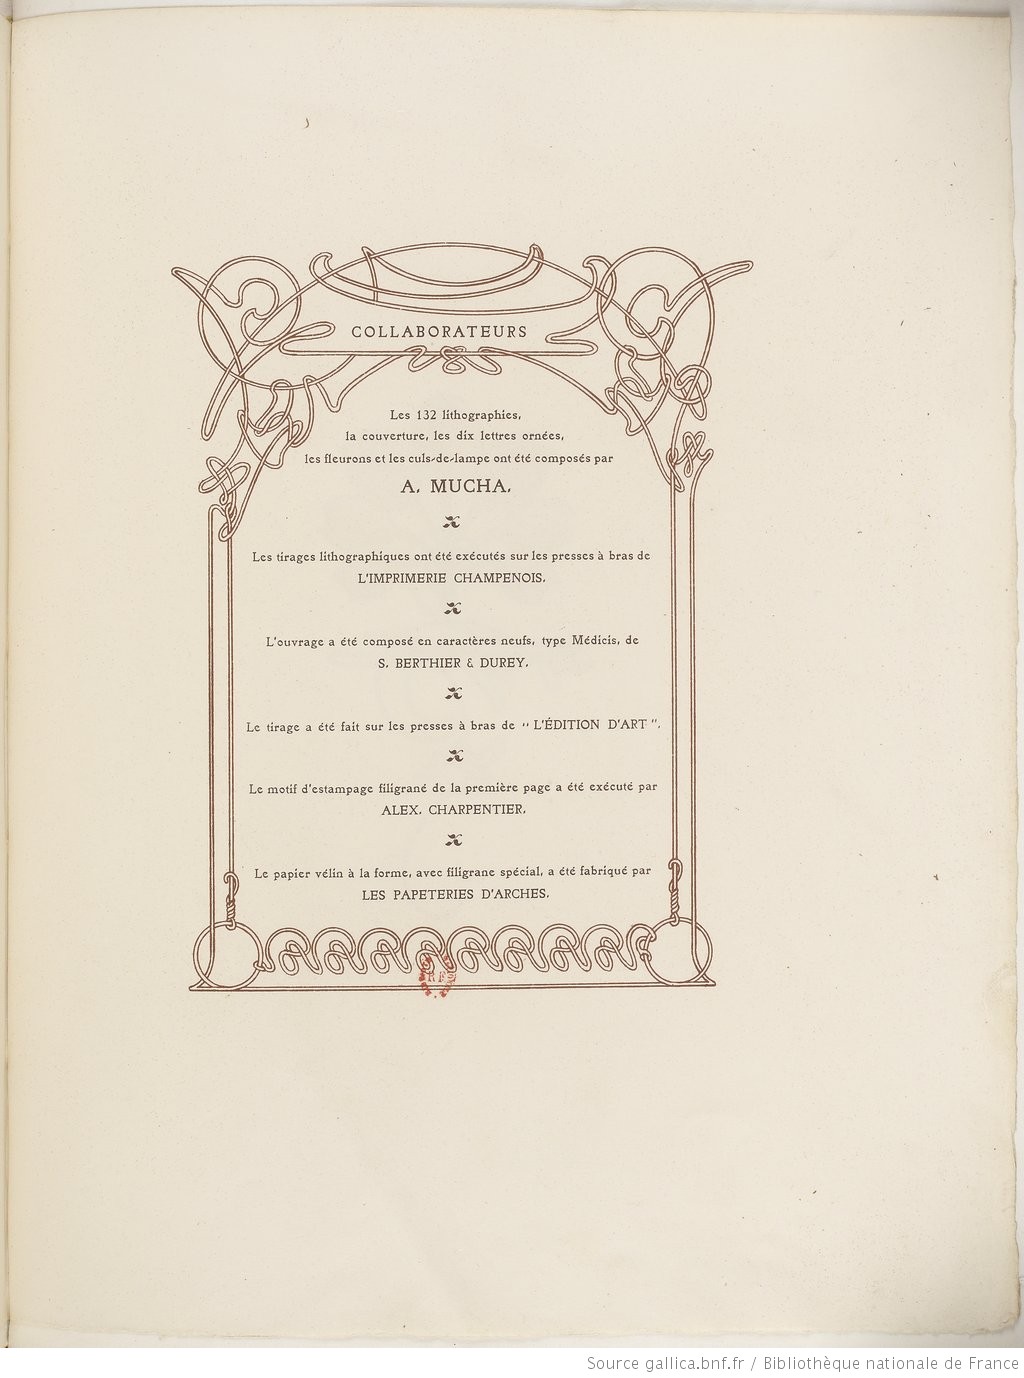 COLLABORATEURS
Les 132 lithographies,
la couverture, les dix lettres ornées,
les fleurons et les culs-de-lampe ont été composés par
A. MUCHA.
Les tirages lithographiques ont été exécutés sur les presses à bras de
L'IMPRIMERIE CHAMPENOIS.
L'ouvrage a été composé en caractères neufs, type Médicis, de
S. BERTHIER & DUREY.
Le tirage a été fait sur les presses à bras de "L'ÉDITION D'ART".
Le motif d'estampage filigrané de la première page a été exécuté par
ALEX. CHARPENTIER.
Le papier vélin à la forme, avec filigrane spécial, a été fabriqué par
LES PAPETERIES D'ARCHES.
Source gallica.bnf.fr / Bibliothèque nationale de France